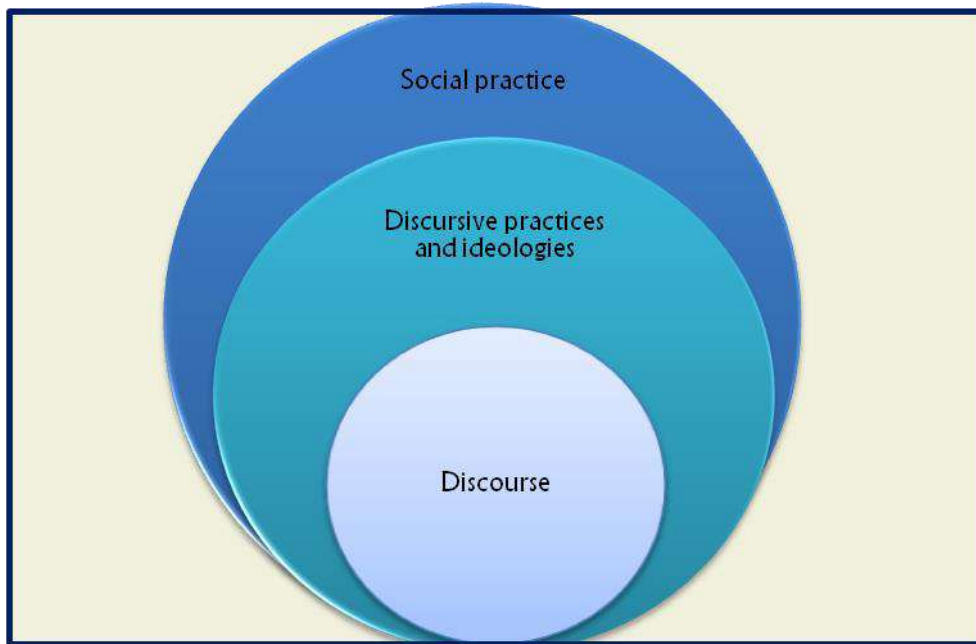 Social practice
Discursive practices
and ideologies
Discourse